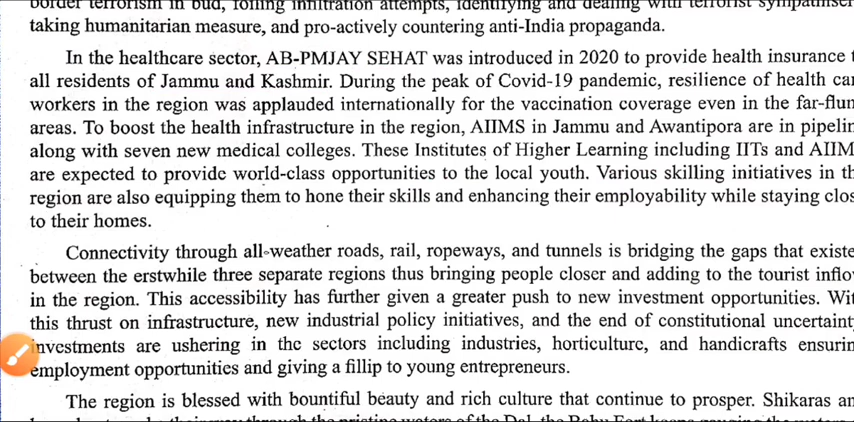 border terrorism in bud, foiling infiltration attempts, identifying and dealing with terrorist
taking humanitarian measure, and pro-actively countering anti-India propaganda.
In the healthcare sector, AB-PMJAY SEHAT was introduced in 2020 to provide health insurance
all residents of Jammu and Kashmir. During the peak of Covid-19 pandemic, resilience of health
workers in the region was applauded internationally for the vaccination coverage even in the far-flun
areas. To boost the health infrastructure in the region, AIIMS in Jammu and Awantipora are in pipelin
along with seven new medical colleges. These Institutes of Higher Learning including IITs and AIIM
are expected to provide world-class opportunities to the local youth. Various skilling initiatives in th
region are also equipping them to hone their skills and enhancing their employability while staying clos
to their homes.
Connectivity through all-weather roads, rail, ropeways, and tunnels is bridging the gaps that existe
between the erstwhile three separate regions thus bringing people closer and adding to the tourist inflo
in the region. This accessibility has further given a greater push to new investment opportunities. Wit
this thrust on infrastructure, new industrial policy initiatives, and the end of constitutional uncertaint
investments are ushering in the sectors including industries, horticulture, and handicrafts ensurin
employment opportunities and giving a fillip to young entrepreneurs.
The region is blessed with bountiful beauty and rich culture that continue to prosper. Shikaras an